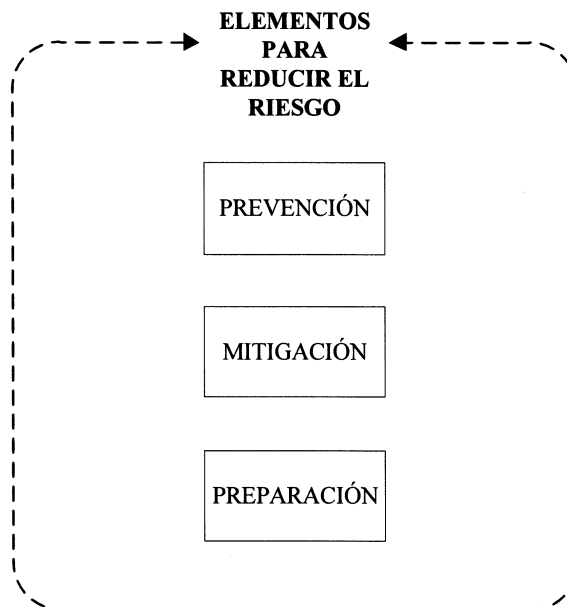 ELEMENTOS
PARA
REDUCIR EL
RIESGO
PREVENCIÓN
MITIGACIÓN
PREPARACIÓN